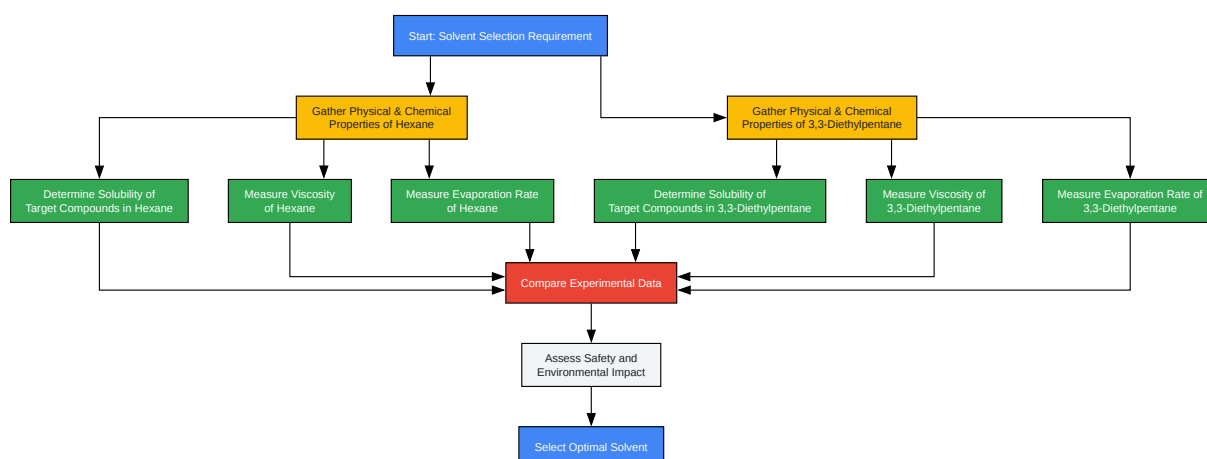 Start: Solvent Selection Requirement
Gather Physical & Chemical
Properties of Hexane
Gather Physical & Chemical
Properties of 3,3-Diethylpentane
Determine Solubility of
Target Compounds in Hexane
Measure Viscosity
of Hexane
Measure Evaporation Rate
of Hexane
Determine Solubility of
Target Compounds in 3,3-Diethylpentane
Measure Viscosity of
3,3-Diethylpentane
Measure Evaporation Rate of
3,3-Diethylpentane
Compare Experimental Data
Assess Safety and
Environmental Impact
Select Optimal Solvent